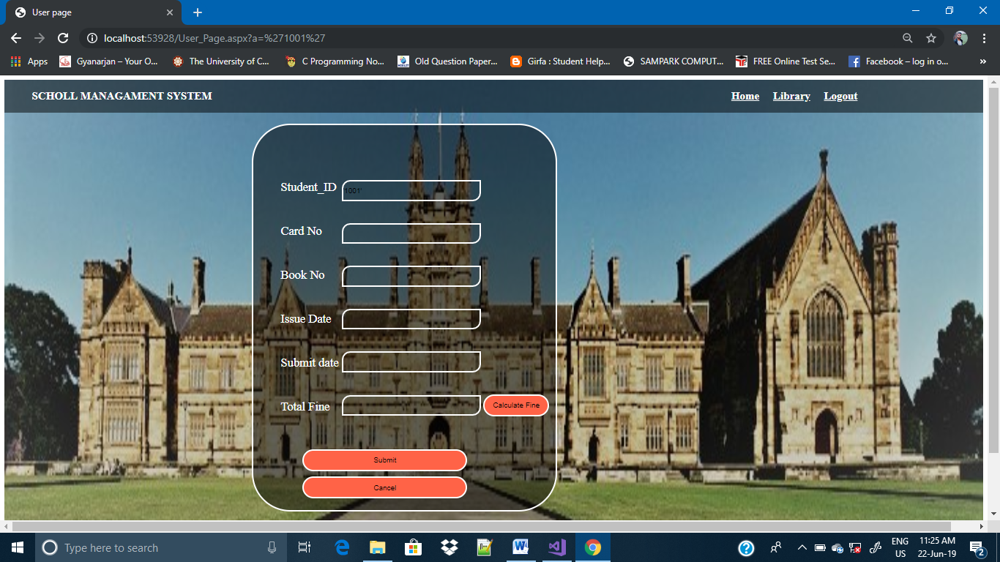 User page
localhost:53928/User_Page.aspx?a=%271001%27
Apps Gyanarjan – Your O... The University of C... C Programming No... Old Question Paper... Girfa : Student Help... SAMPARK COMPUT... FREE Online Test Se... Facebook – log in o... »
SCHOLL MANAGAMENT SYSTEM Home Library Logout
Student_ID '1001'
Card No
Book No
Issue Date
Submit date
Total Fine Calculate Fine
Submit
Cancel
Type here to search
ENG 11:25 AM
US 22-Jun-19 2